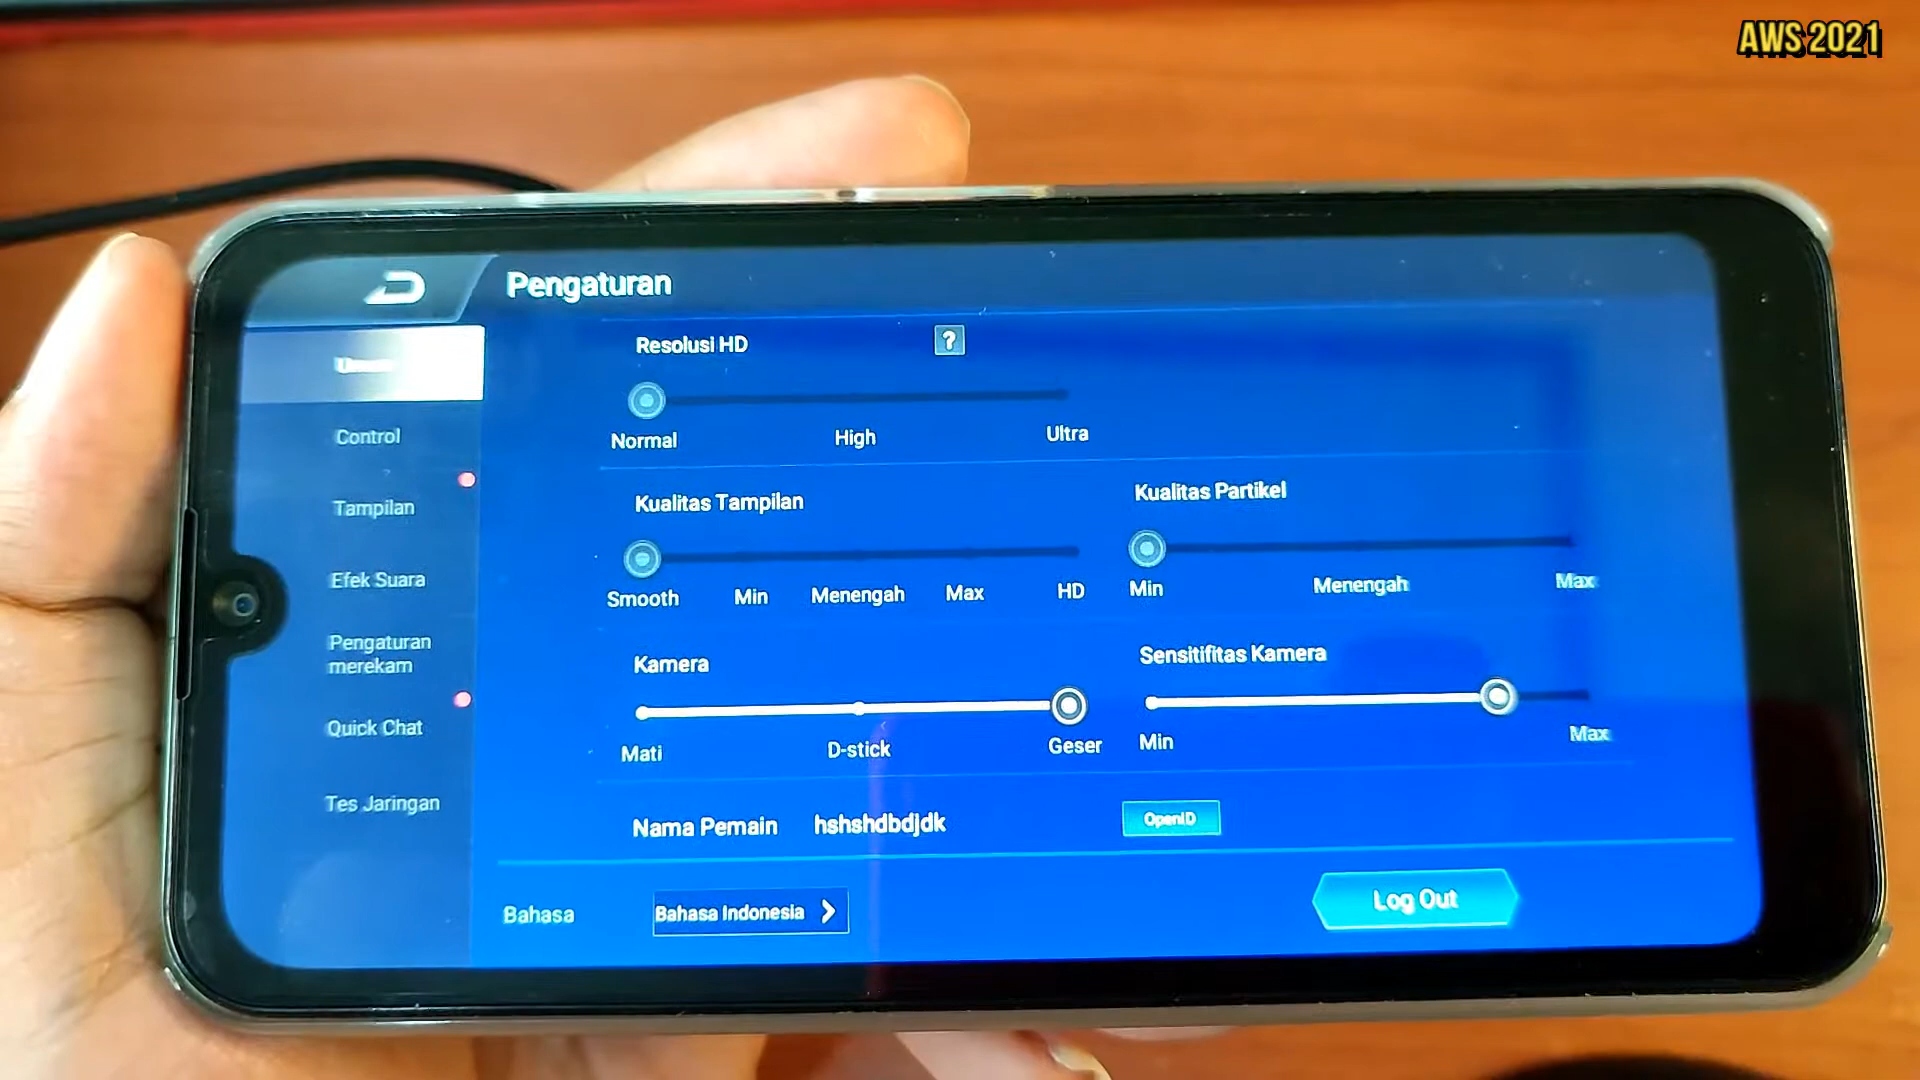 AWS 2021
Pengaturan
Control
Tampilan
Efek Suara
Pengaturan
merekam
Quick Chat
Tes Jaringan
Resolusi HD ?
Normal High Ultra
Kualitas Tampilan
Smooth Min Menengah Max HD
Kualitas Partikel
Min Menengah Max
Kamera
Mati D-stick Geser
Sensitifitas Kamera
Min Max
Nama Pemain hshshdbdjdk OpenID
Bahasa Bahasa Indonesia
Log Out